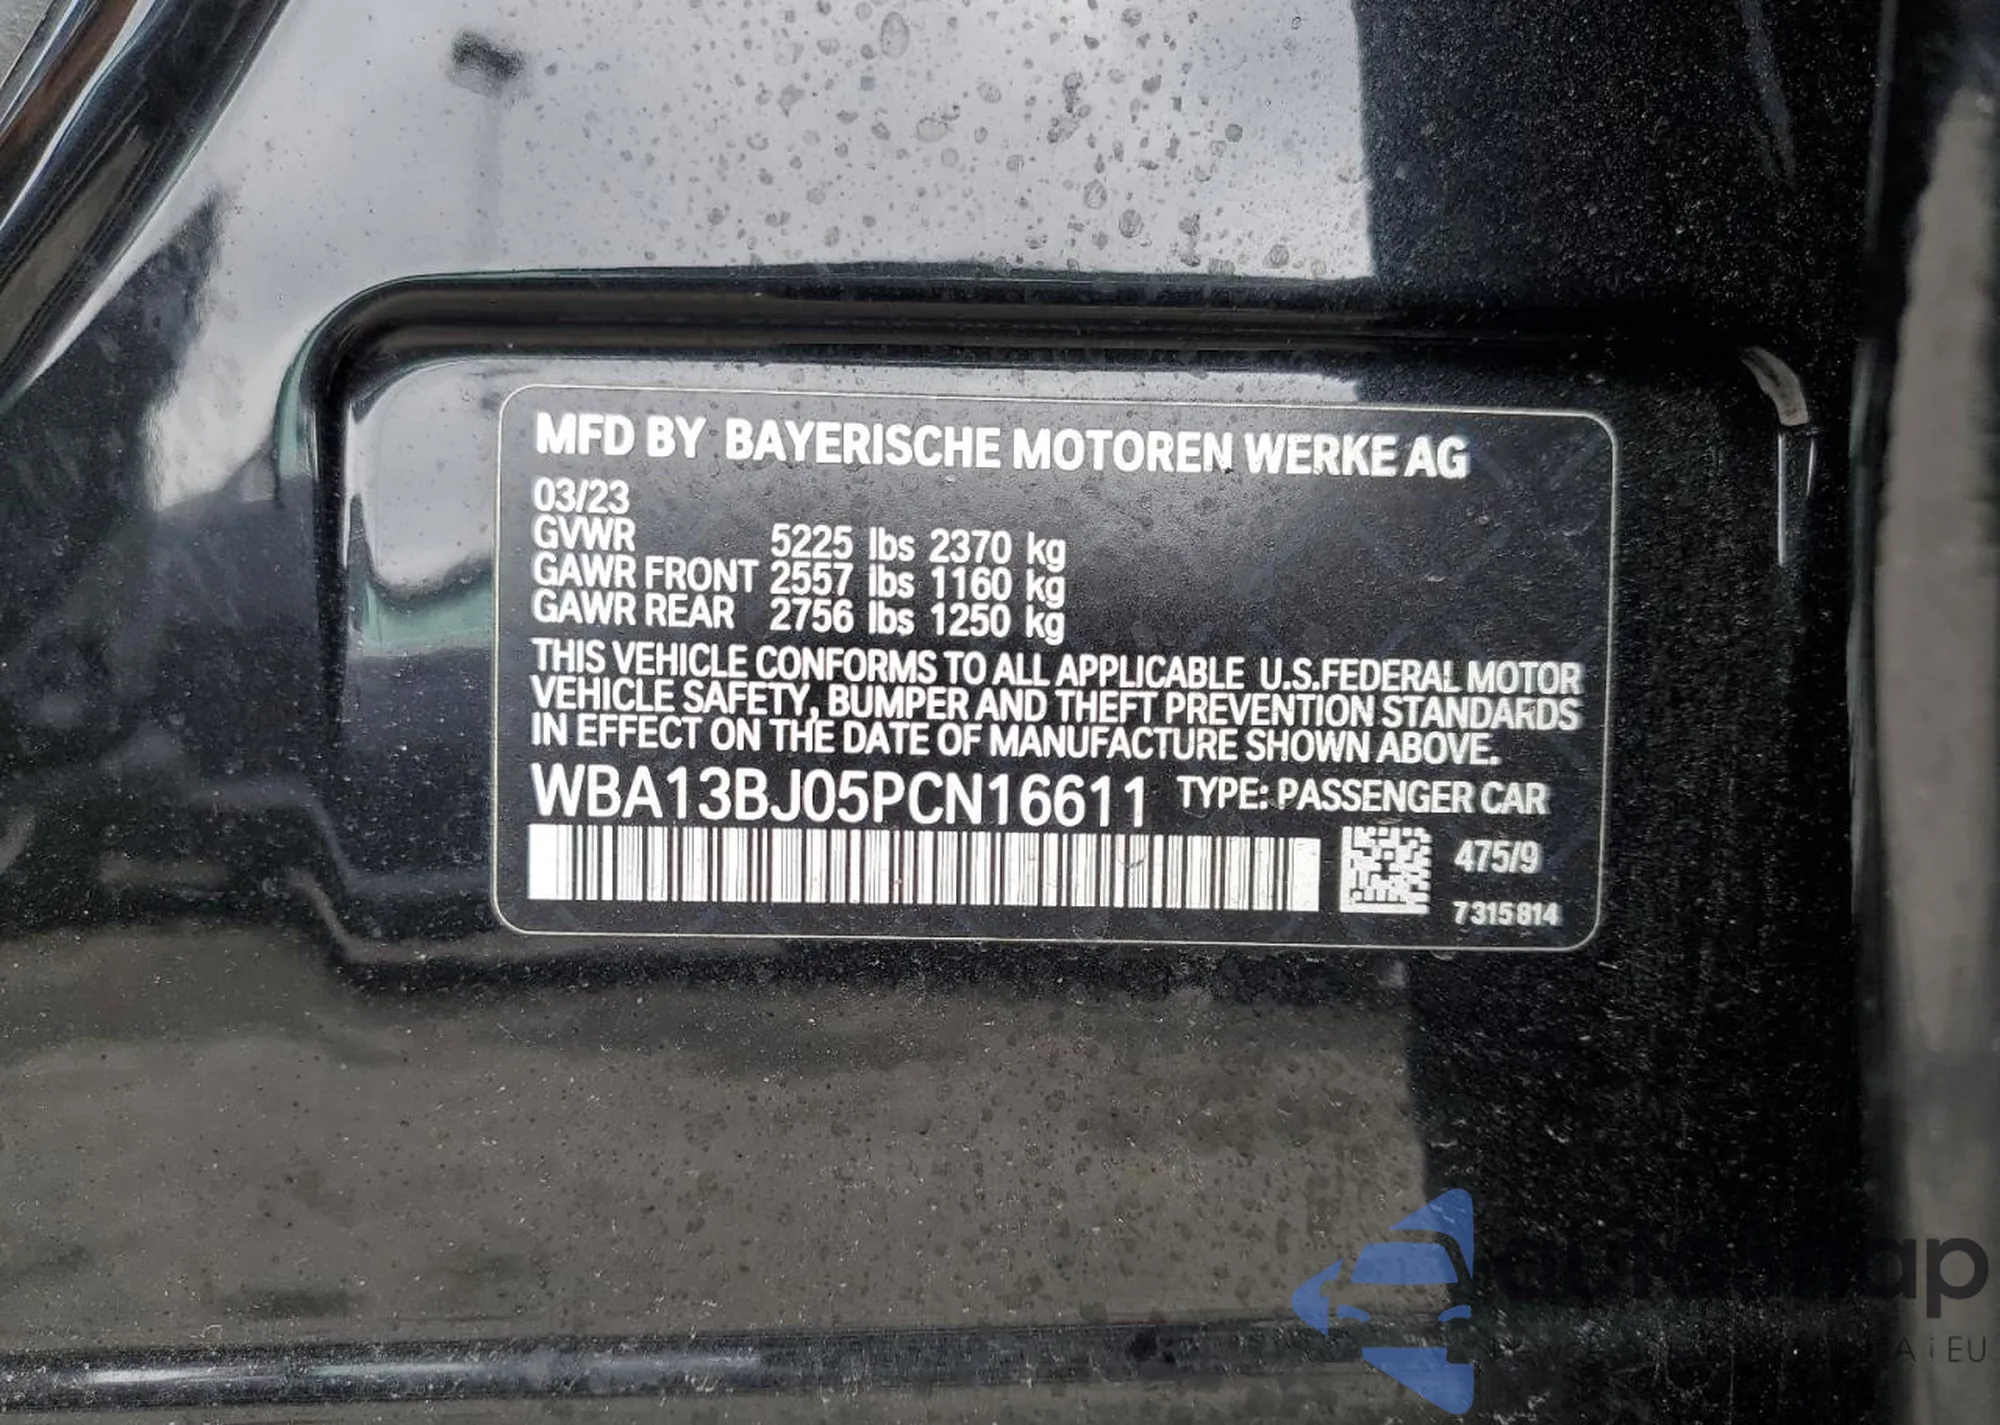 MFD BY BAYERISCHE MOTOREN WERKE AG
03/23
GVWR 5225 lbs 2370 kg
GAWR FRONT 2557 lbs 1160 kg
GAWR REAR 2756 lbs 1250 kg
THIS VEHICLE CONFORMS TO ALL APPLICABLE U.S.FEDERAL MOTOR
VEHICLE SAFETY, BUMPER AND THEFT PREVENTION STANDARDS
IN EFFECT ON THE DATE OF MANUFACTURE SHOWN ABOVE.
WBA13BJ05PCN16611 TYPE: PASSENGER CAR
475/9
7315814